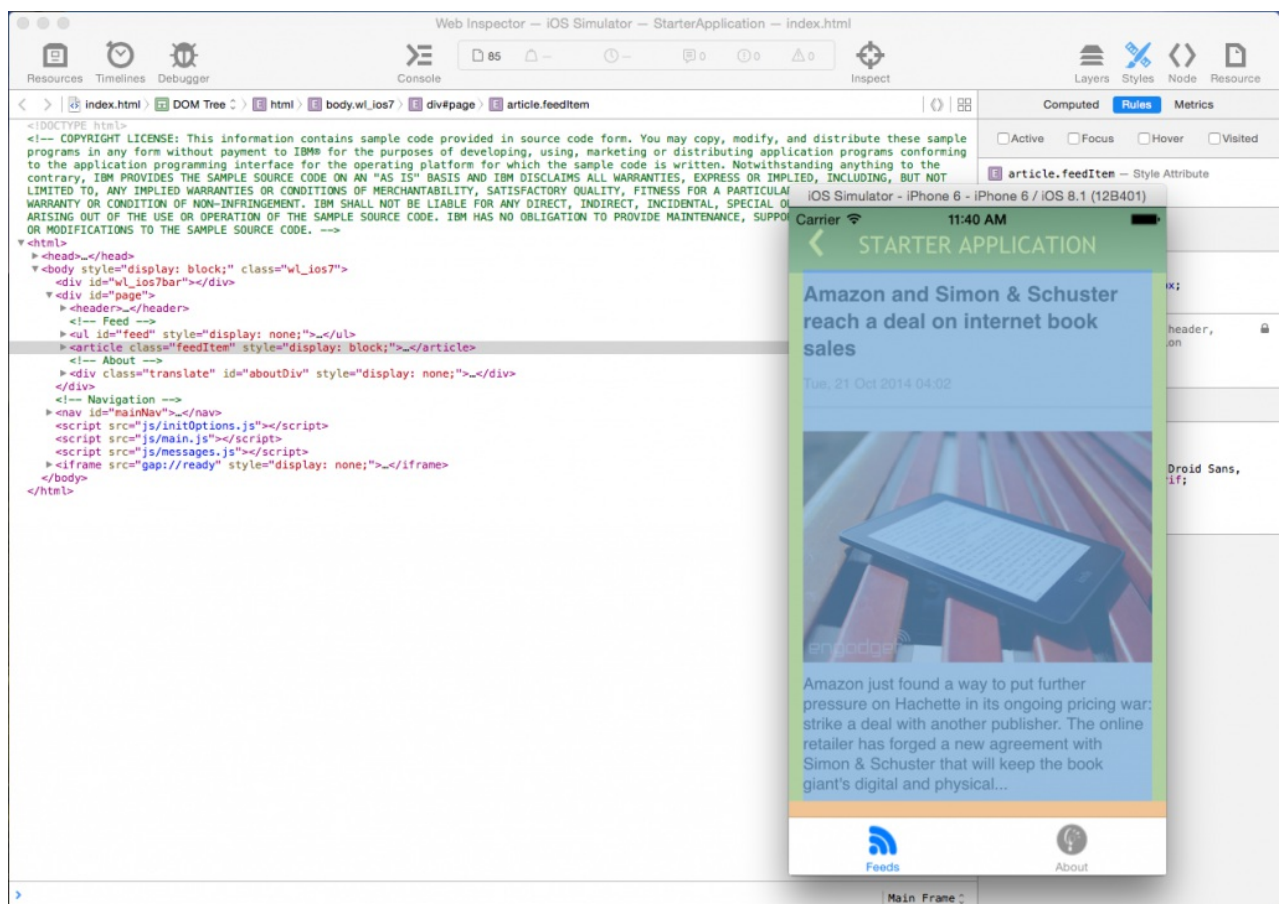 Web Inspector — iOS Simulator — StarterApplication — index.html
Resources Timelines Debugger Console 85 – – 0 0 0 Inspect Layers Styles Node Resource
index.html DOM Tree html body.wl_ios7 div#page article.feedItem
Computed Rules Metrics
Active Focus Hover Visited
article.feedItem — Style Attribute
<!DOCTYPE html>
<!-- COPYRIGHT LICENSE: This information contains sample code provided in source code form. You may copy, modify, and distribute these sample
programs in any form without payment to IBM® for the purposes of developing, using, marketing or distributing application programs conforming
to the application programming interface for the operating platform for which the sample code is written. Notwithstanding anything to the
contrary, IBM PROVIDES THE SAMPLE SOURCE CODE ON AN "AS IS" BASIS AND IBM DISCLAIMS ALL WARRANTIES, EXPRESS OR IMPLIED, INCLUDING, BUT NOT
LIMITED TO, ANY IMPLIED WARRANTIES OR CONDITIONS OF MERCHANTABILITY, SATISFACTORY QUALITY, FITNESS FOR A
WARRANTY OR CONDITION OF NON-INFRINGEMENT. IBM SHALL NOT BE LIABLE FOR ANY DIRECT, INDIRECT, INCIDENTAL, SPECIAL
ARISING OUT OF THE USE OR OPERATION OF THE SAMPLE SOURCE CODE. IBM HAS NO OBLIGATION TO PROVIDE MAINTENANCE,
OR MODIFICATIONS TO THE SAMPLE SOURCE CODE. -->
<html>
<head>…</head>
<body style="display: block;" class="wl_ios7">
<div id="wl_ios7bar"></div>
<div id="page">
<header>…</header>
<!-- Feed -->
<ul id="feed" style="display: none;">…</ul>
<article class="feedItem" style="display: block;">…</article>
<!-- About -->
<div class="translate" id="aboutDiv" style="display: none;">…</div>
</div>
<!-- Navigation -->
<nav id="mainNav">…</nav>
<script src="js/initOptions.js"></script>
<script src="js/main.js"></script>
<script src="js/messages.js"></script>
<iframe src="gap://ready" style="display: none;">…</iframe>
</body>
</html>
iOS Simulator - iPhone 6 - iPhone 6 / iOS 8.1 (12B401)
Carrier 11:40 AM
STARTER APPLICATION
Amazon and Simon & Schuster
reach a deal on internet book
sales
Tue, 21 Oct 2014 04:02
kindle
engadget
Amazon just found a way to put further
pressure on Hachette in its ongoing pricing war:
strike a deal with another publisher. The online
retailer has forged a new agreement with
Simon & Schuster that will keep the book
giant's digital and physical...
Feeds About
header,
Droid Sans,
Main Frame